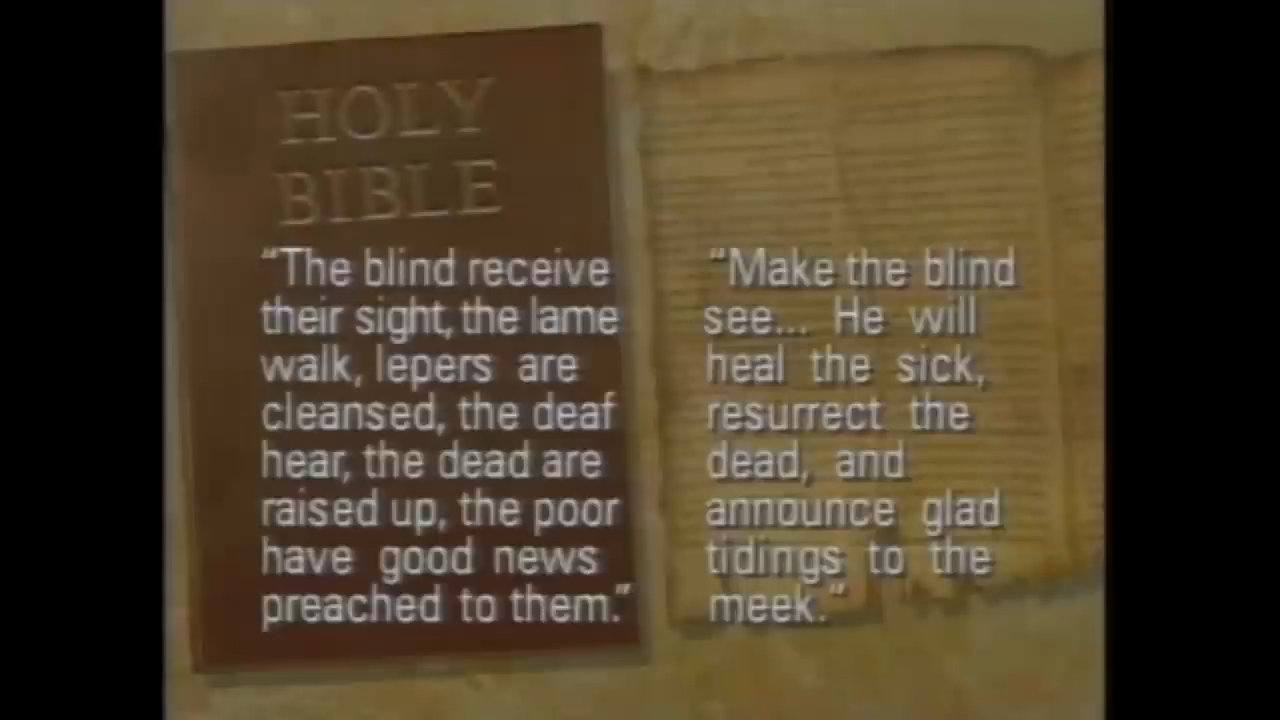 HOLY
BIBLE
“The blind receive
their sight, the lame
walk, lepers are
cleansed, the deaf
hear, the dead are
raised up, the poor
have good news
preached to them.”
“Make the blind
see... He will
heal the sick,
resurrect the
dead, and
announce glad
tidings to the
meek.”